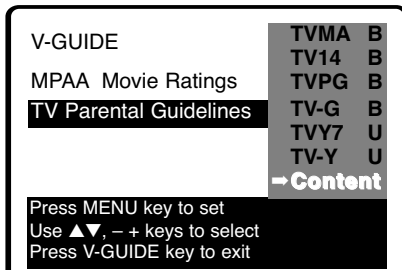 V-GUIDE
MPAA Movie Ratings
TV Parental Guidelines
TVMA B
TV14 B
TVPG B
TV-G B
TVY7 U
TV-Y U
➡Content
Press MENU key to set
Use ▲▼, – + keys to select
Press V-GUIDE key to exit